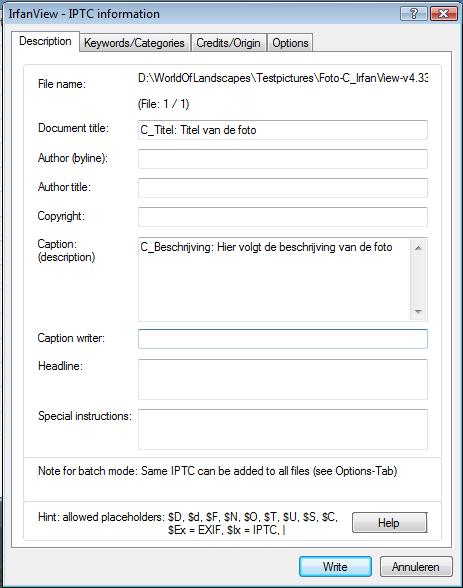 IrfanView - IPTC information
Description Keywords/Categories Credits/Origin Options
File name: D:\WorldOfLandscapes\Testpictures\Foto-C_IrfanView-v4.33
(File: 1 / 1)
Document title: C_Titel: Titel van de foto
Author (byline):
Author title:
Copyright:
Caption: C_Beschrijving: Hier volgt de beschrijving van de foto
(description)
Caption writer:
Headline:
Special instructions:
Note for batch mode: Same IPTC can be added to all files (see Options-Tab)
Hint: allowed placeholders: $D, $d, $F, $N, $O, $T, $U, $S, $C,
$Ex = EXIF, $Ix = IPTC, |
Help
Write Annuleren